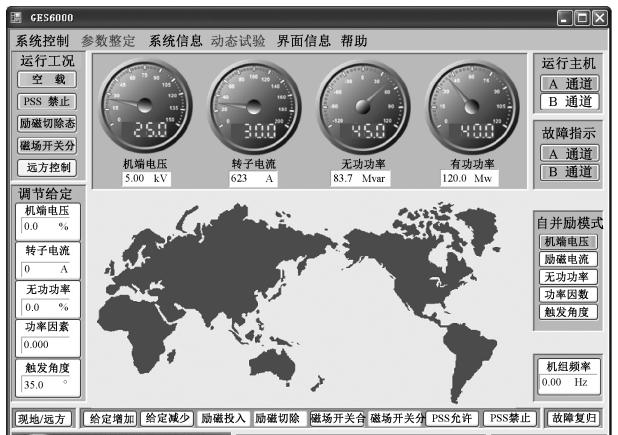 GES6000
系统控制 参数整定 系统信息 动态试验 界面信息 帮助
运行工况
空 载
PSS 禁止
励磁切除态
磁场开关分
远方控制
25.0
30.0
45.0
40.0
机端电压 转子电流 无功功率 有功功率
5.00 kV 623 A 83.7 Mvar 120.0 Mw
运行主机
A 通道
B 通道
故障指示
A 通道
B 通道
调节给定
机端电压
0.0 %
转子电流
0 A
无功功率
0.0 %
功率因素
0.000
触发角度
35.0 °
自并励模式
机端电压
励磁电流
无功功率
功率因数
触发角度
机组频率
0.00 Hz
现地/远方 给定增加 给定减少 励磁投入 励磁切除 磁场开关合 磁场开关分 PSS允许 PSS禁止 故障复归